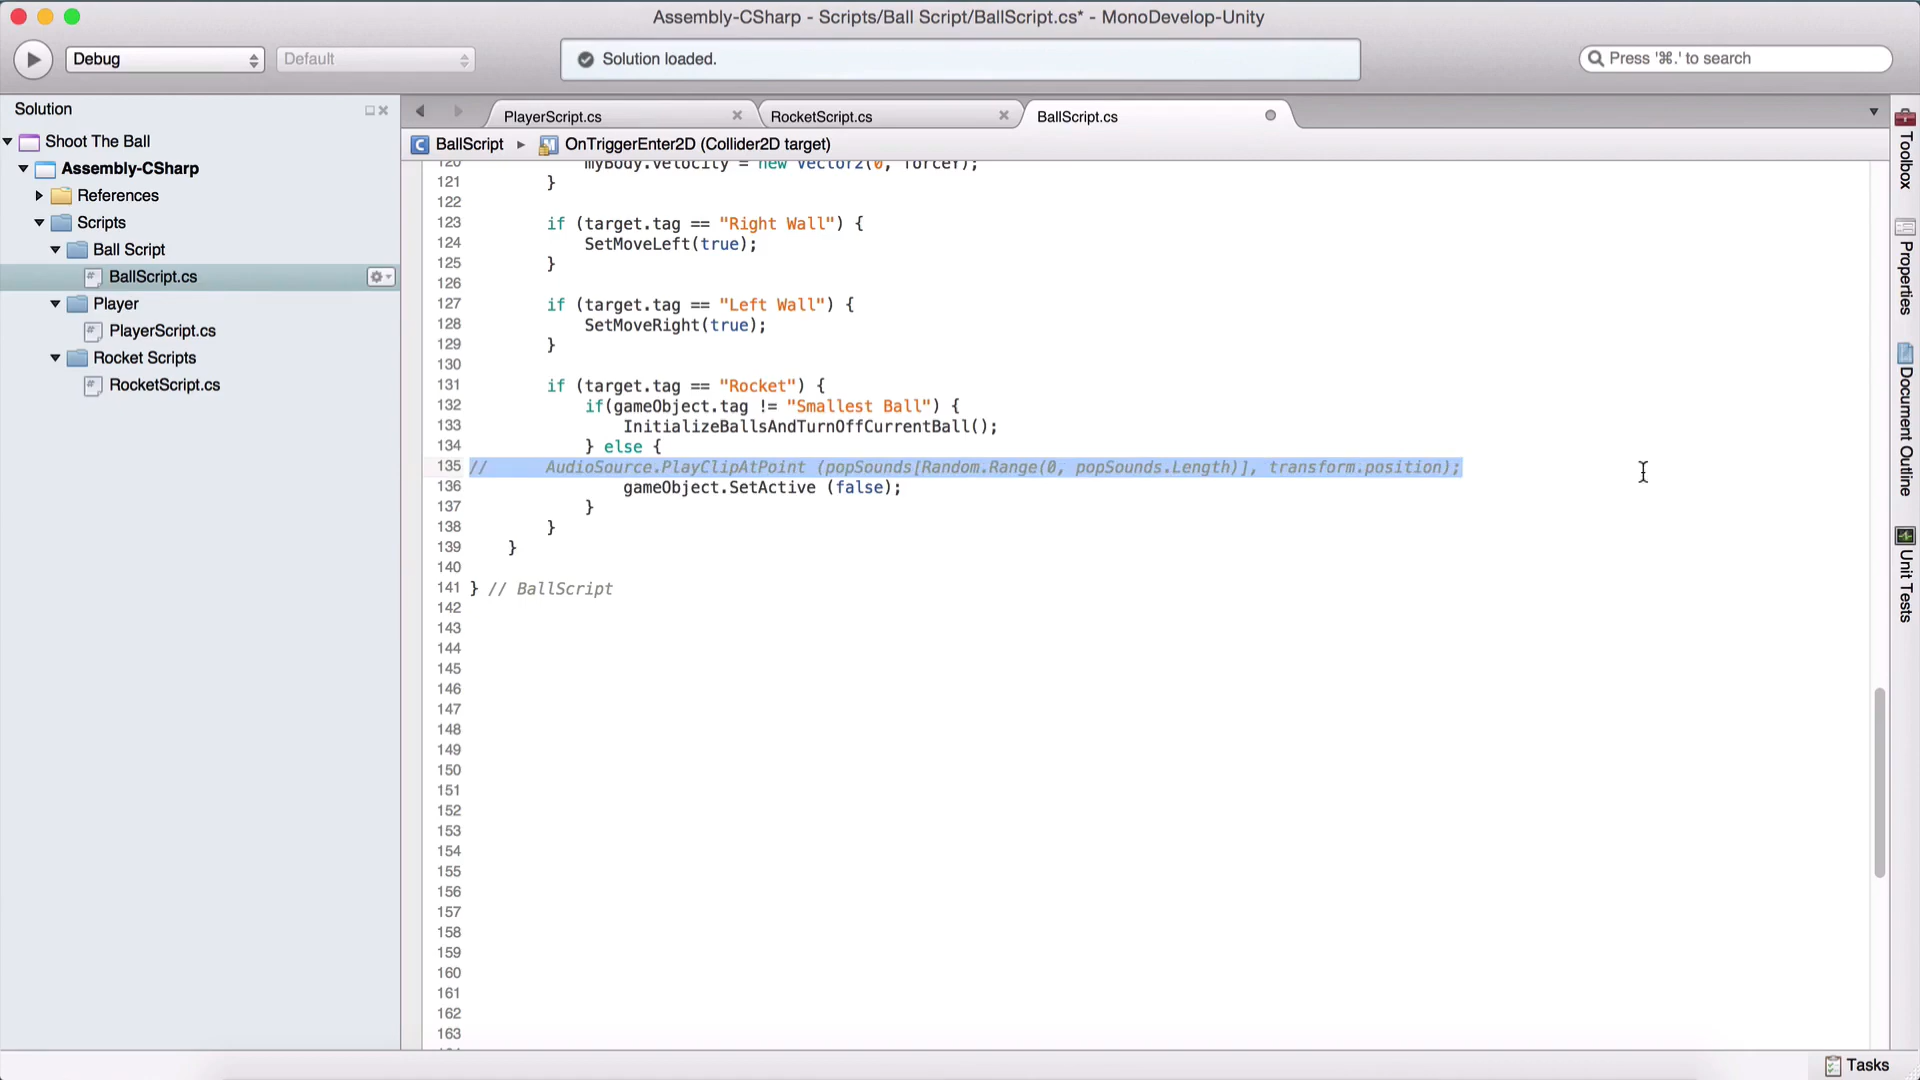 Assembly-CSharp - Scripts/Ball Script/BallScript.cs* - MonoDevelop-Unity
Debug
Default
Solution loaded.
Press '⌘.' to search
Solution
Shoot The Ball
Assembly-CSharp
References
Scripts
Ball Script
BallScript.cs
Player
PlayerScript.cs
Rocket Scripts
RocketScript.cs
PlayerScript.cs
RocketScript.cs
BallScript.cs
BallScript ▸ OnTriggerEnter2D (Collider2D target)
120 myBody.velocity = new Vector2(0, forceY);
121 }
122
123 if (target.tag == "Right Wall") {
124 SetMoveLeft(true);
125 }
126
127 if (target.tag == "Left Wall") {
128 SetMoveRight(true);
129 }
130
131 if (target.tag == "Rocket") {
132 if(gameObject.tag != "Smallest Ball") {
133 InitializeBallsAndTurnOffCurrentBall();
134 } else {
135 // AudioSource.PlayClipAtPoint (popSounds[Random.Range(0, popSounds.Length)], transform.position);
136 gameObject.SetActive (false);
137 }
138 }
139 }
140
141 } // BallScript
142
143
144
145
146
147
148
149
150
151
152
153
154
155
156
157
158
159
160
161
162
163
Toolbox
Properties
Document Outline
Unit Tests
Tasks